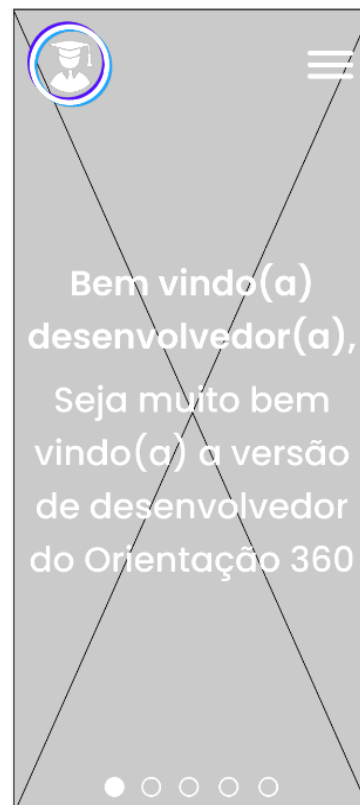 Bem vindo(a)
desenvolvedor(a),
Seja muito bem
vindo(a) a versão
de desenvolvedor
do Orientação 360